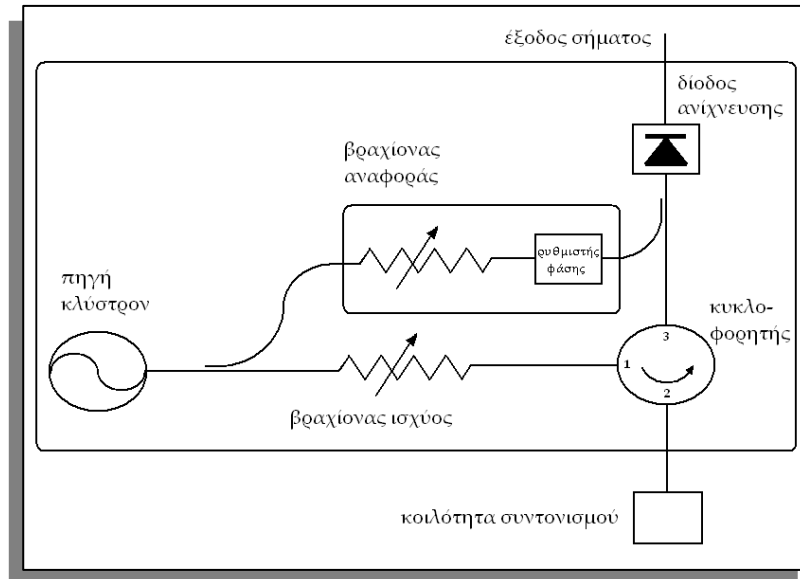 έξοδος σήματος
δίοδος
ανίχνευσης
βραχίονας
αναφοράς
ρυθμιστής
φάσης
πηγή
κλύστρον
κυκλο-
φορητής
3
1
2
βραχίονας ισχύος
κοιλότητα συντονισμού